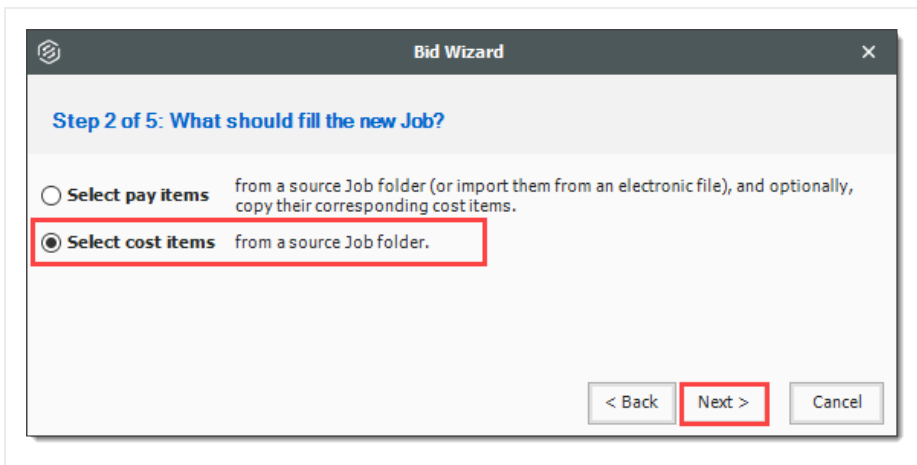 Bid Wizard
Step 2 of 5: What should fill the new Job?
Select pay items from a source Job folder (or import them from an electronic file), and optionally,
copy their corresponding cost items.
Select cost items from a source Job folder.
< Back Next > Cancel